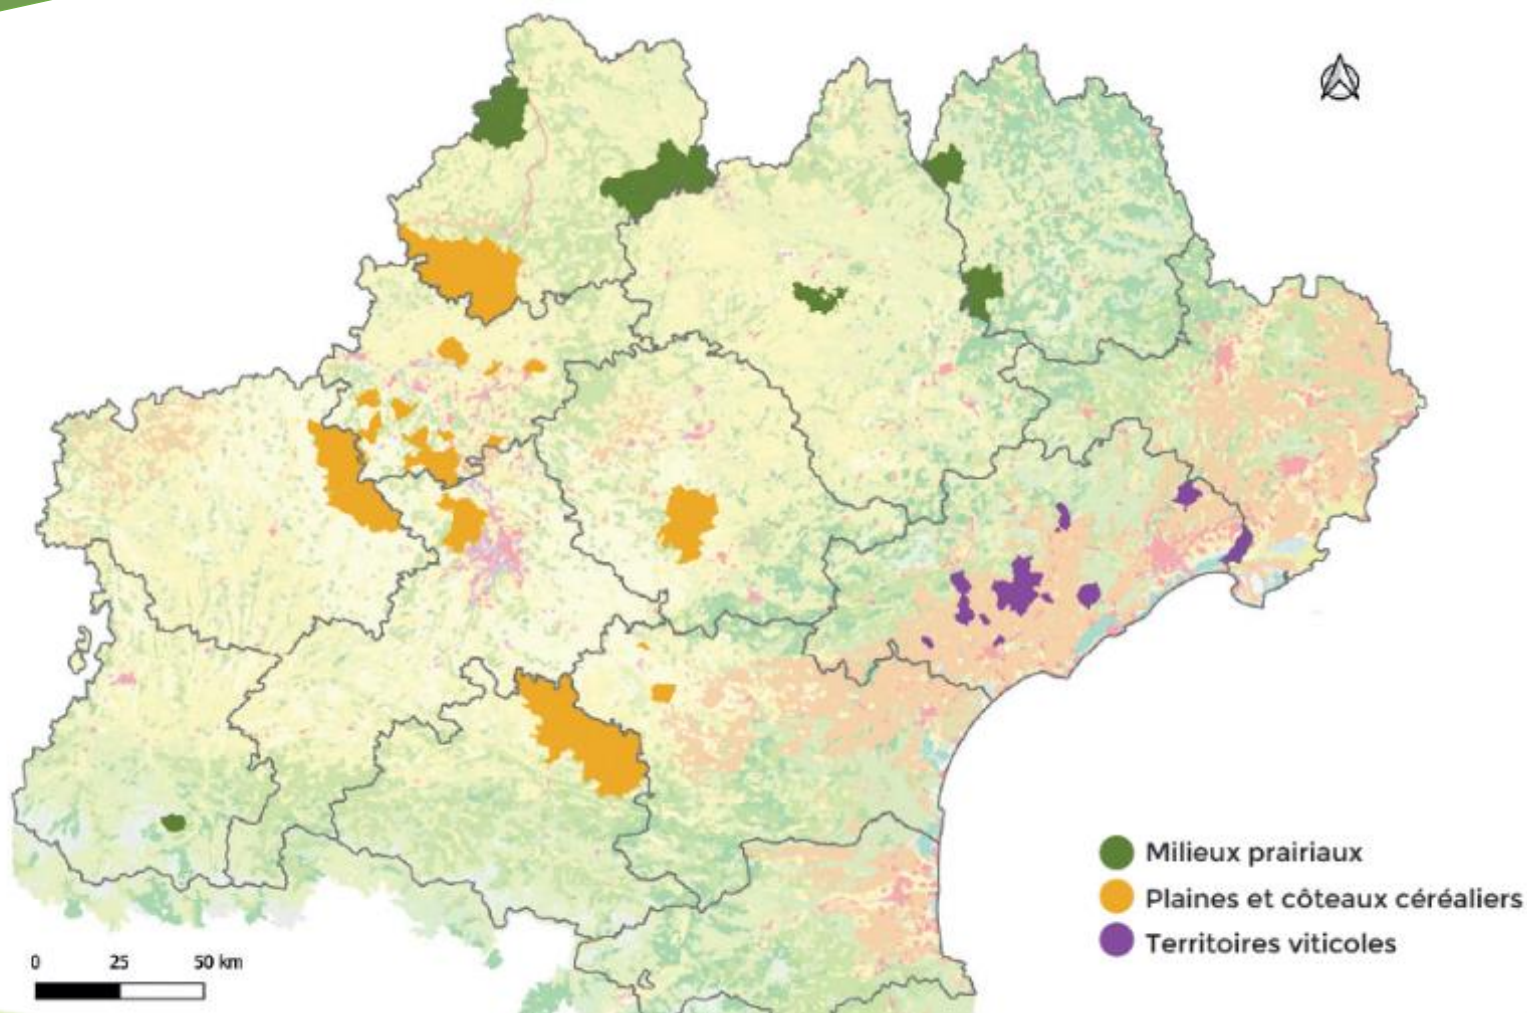 Milieux prairiaux
Plaines et côteaux céréaliers
Territoires viticoles
0 25 50 km